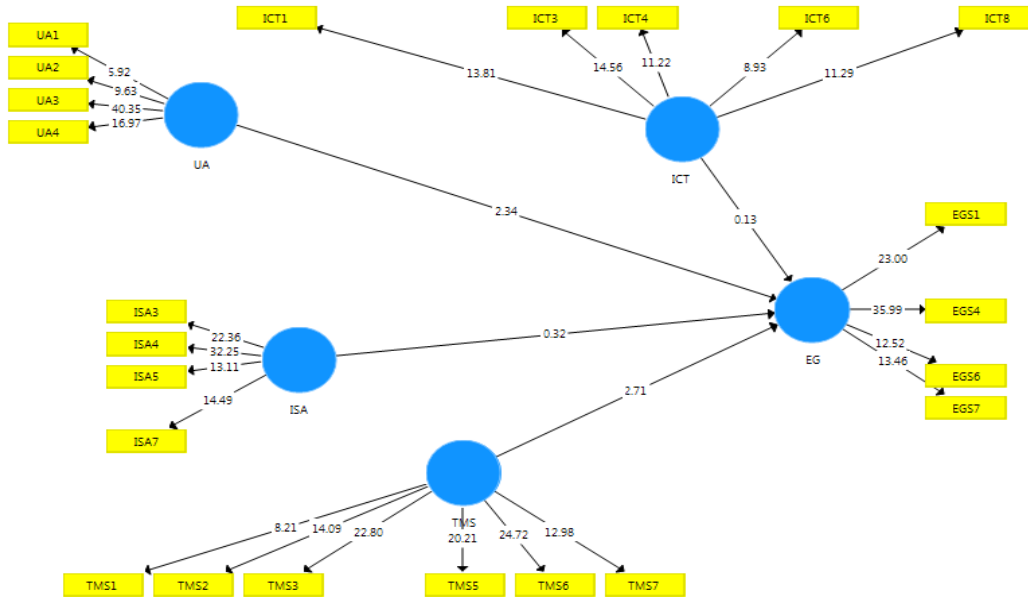 ICT1
ICT3
ICT4
ICT6
ICT8
UA1
UA2
UA3
UA4
5.92
9.63
40.35
16.97
UA
13.81
14.56
11.22
8.93
11.29
ICT
2.34
0.13
EGS1
23.00
EGS4
35.99
12.52
13.46
EGS6
EGS7
EG
ISA3
ISA4
ISA5
ISA7
22.36
32.25
13.11
14.49
ISA
0.32
2.71
TMS
8.21
14.09
22.80
20.21
24.72
12.98
TMS1
TMS2
TMS3
TMS5
TMS6
TMS7